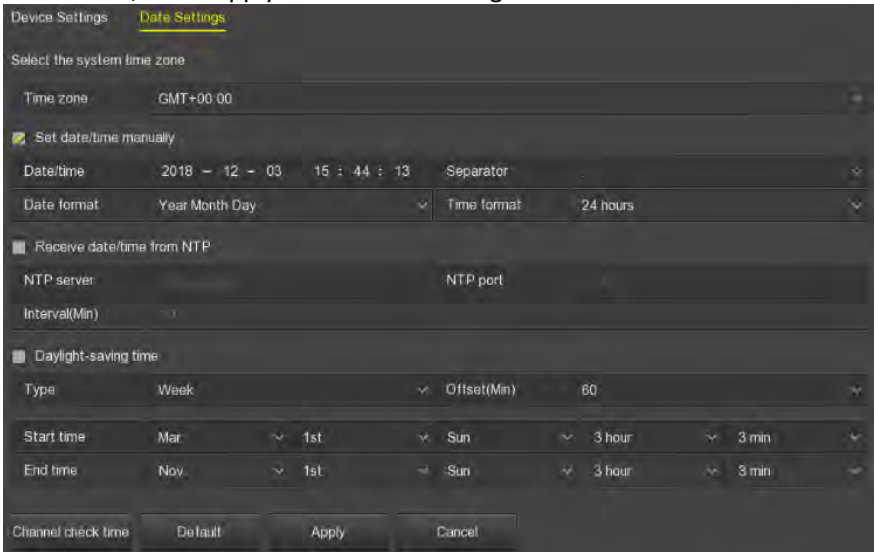 Device Settings Date Settings
Select the system time zone
Time zone GMT+00:00
Set date/time manually
Date/time 2018 - 12 - 03 15 : 44 : 13 Separator
Date format Year Month Day Time format 24 hours
Receive date/time from NTP
NTP server NTP port
Interval(Min)
Daylight-saving time
Type Week Offset(Min) 60
Start time Mar. 1st Sun 3 hour 3 min
End time Nov. 1st Sun 3 hour 3 min
Channel check time Default Apply Cancel